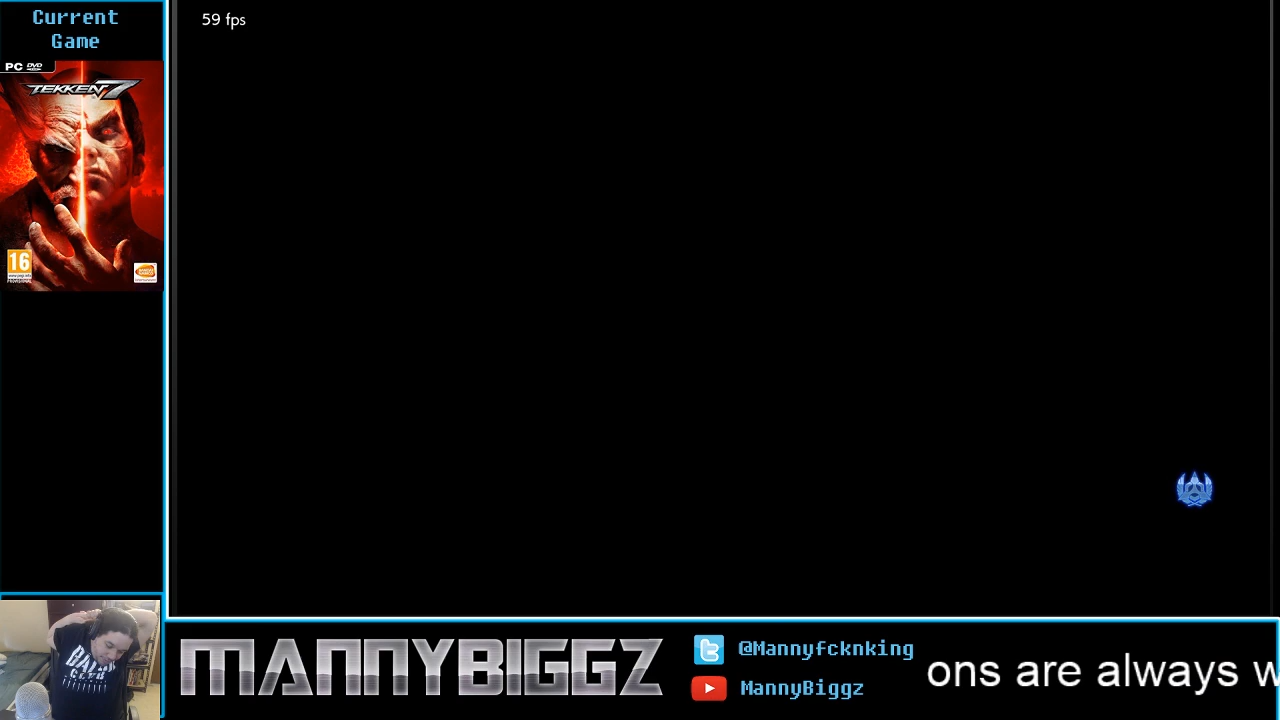 Current
Game
59 fps
PC DVD
TEKKEN 7
16
MANNYBIGGZ
@Mannyfcknking
MannyBiggz
ons are always w